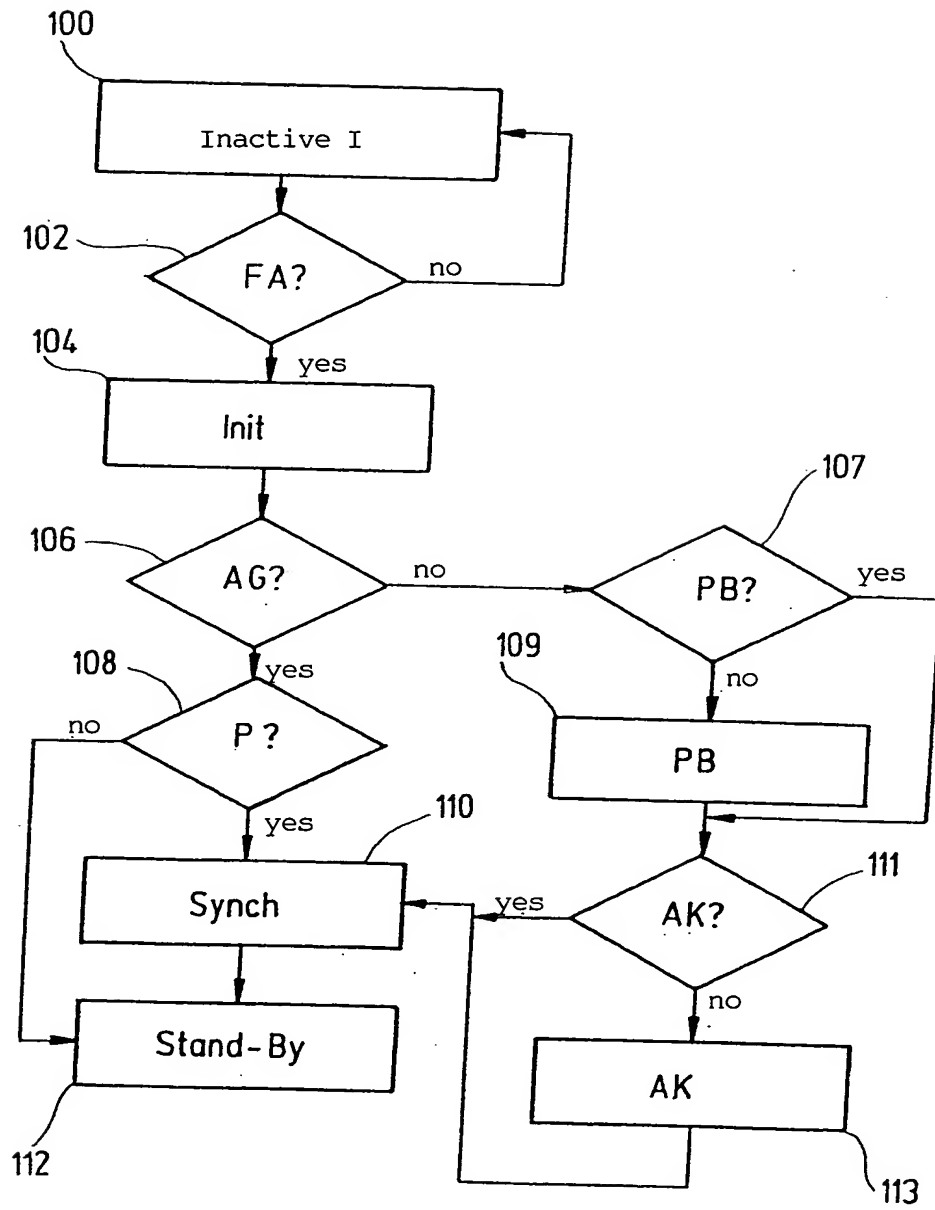 100
Inactive I
102
FA?
no
104
yes
Init
107
106
AG?
no
PB?
yes
108
yes
109
no
no
P?
PB
yes
110
111
Synch
yes
AK?
no
Stand-By
AK
112
113